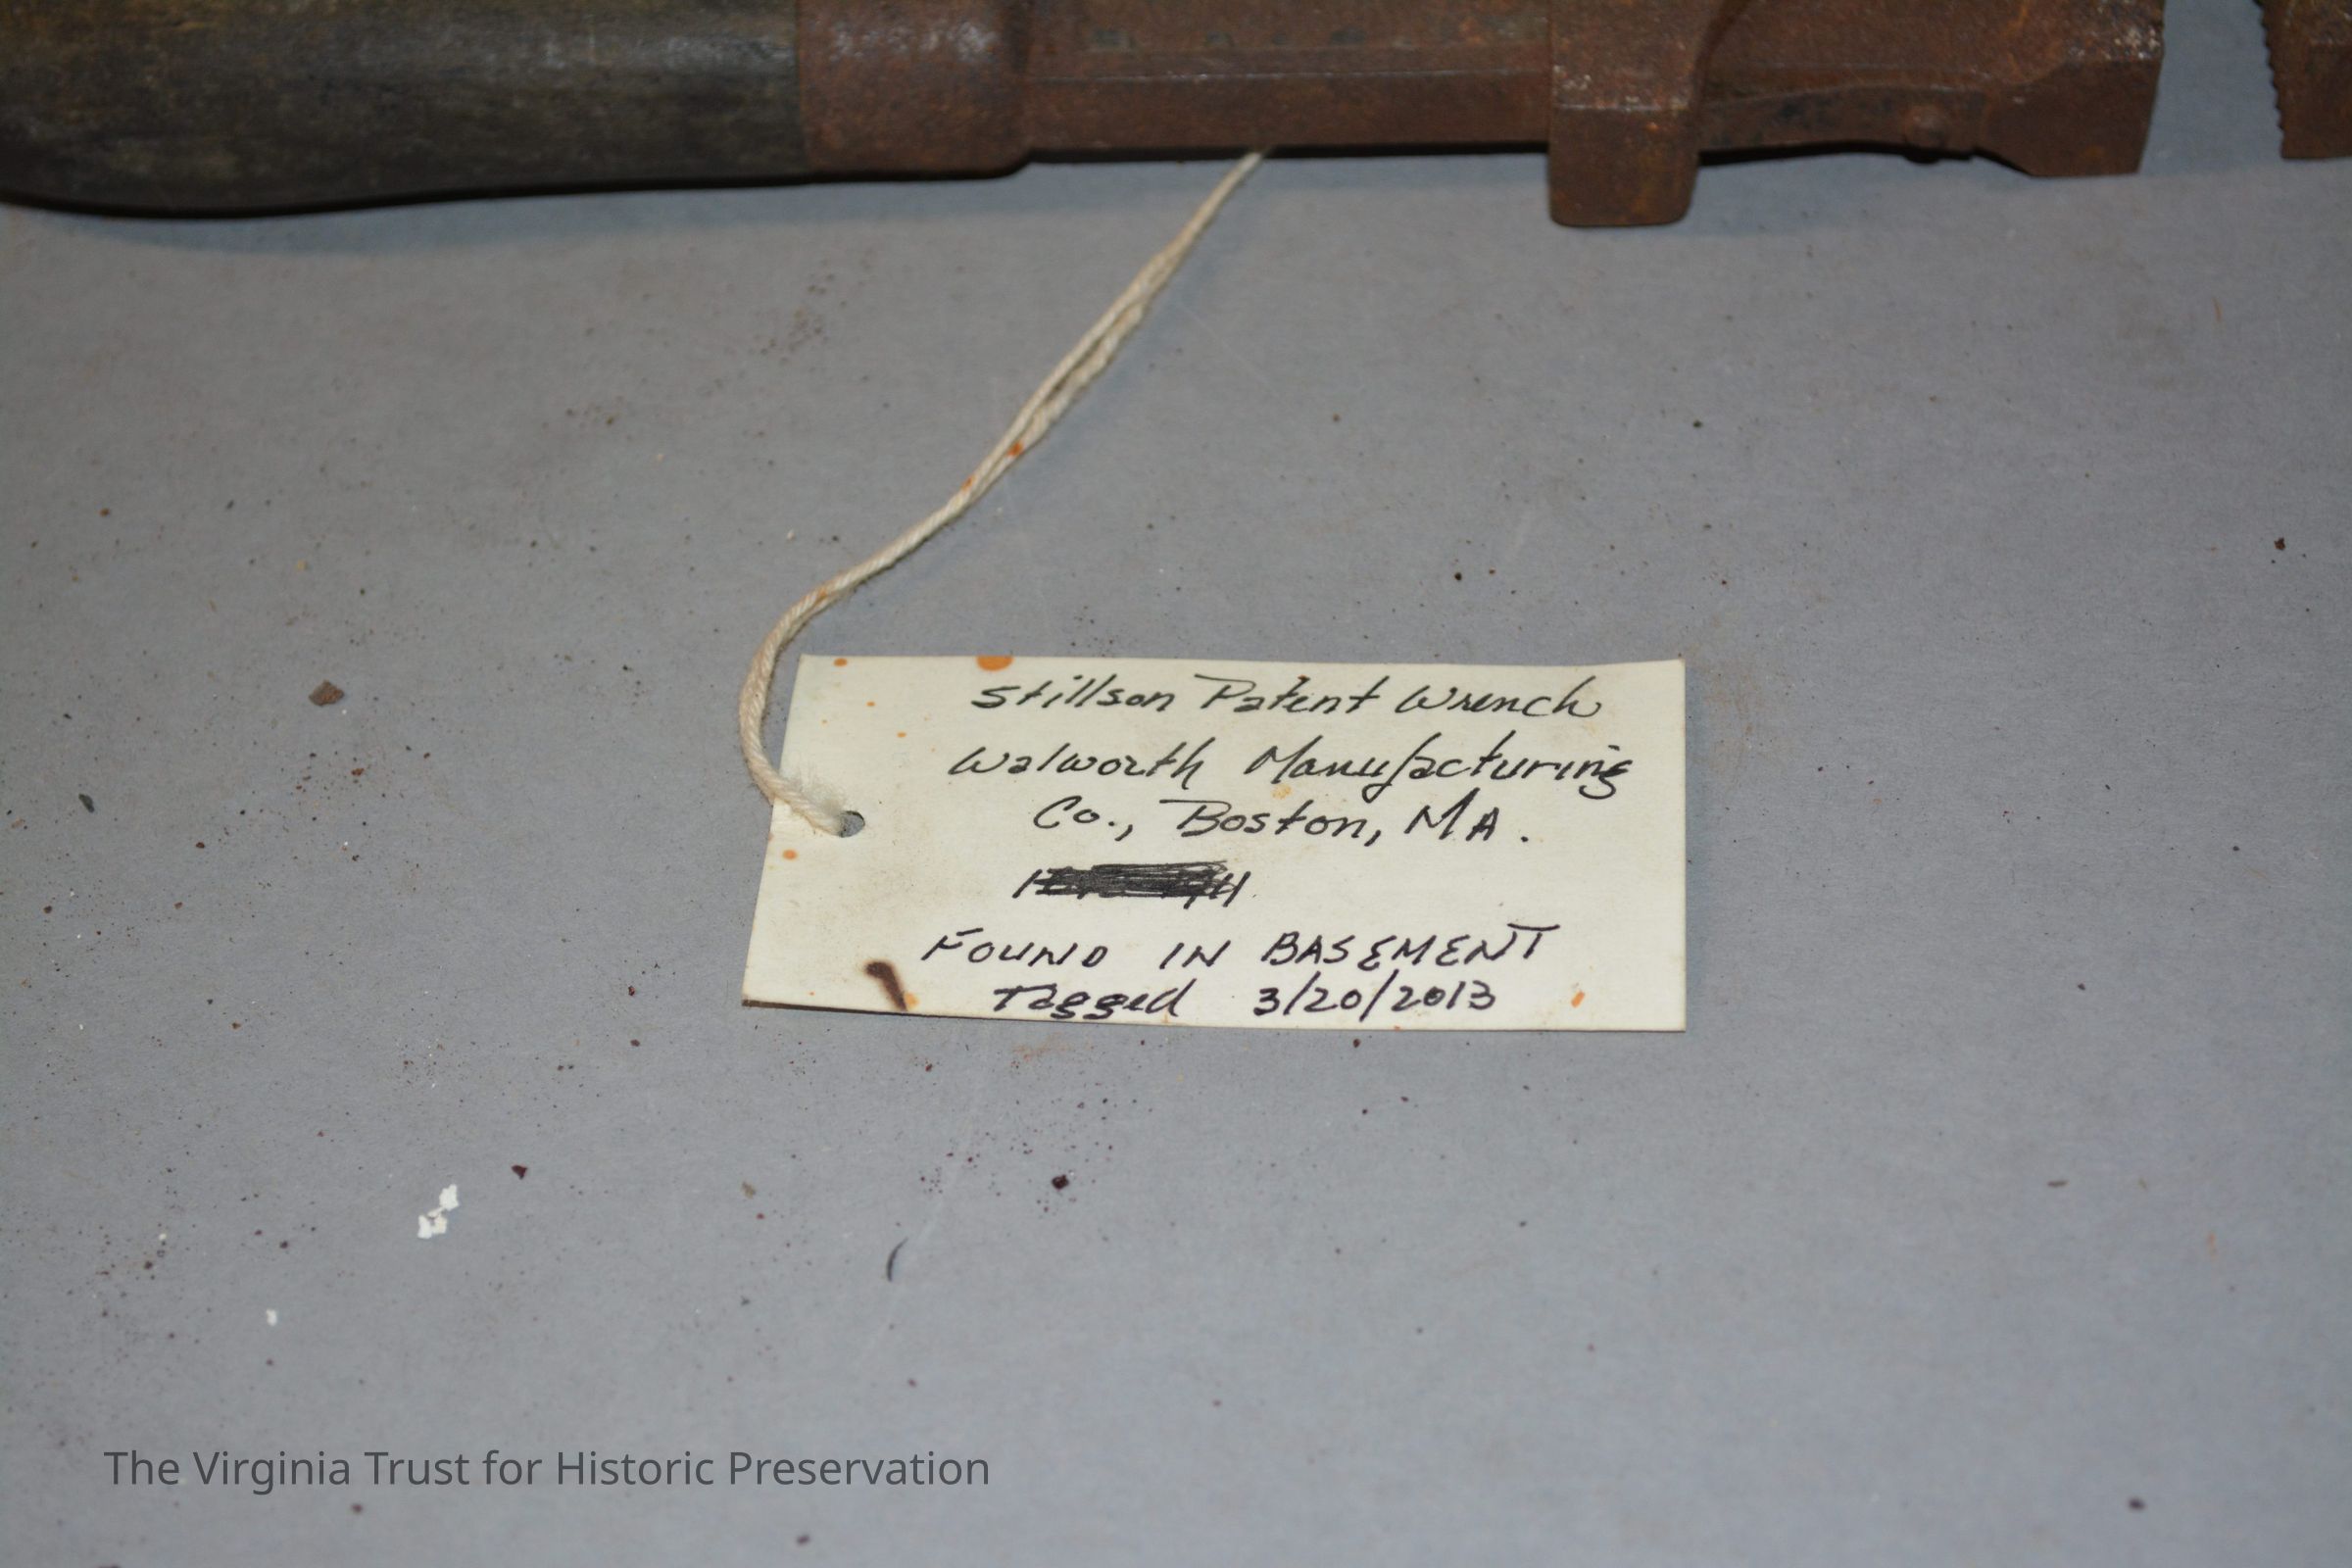 Stillson Patent Wrench
Walworth Manufacturing
Co., Boston, MA.
FOUND IN BASEMENT
Tagged 3/20/2013
The Virginia Trust for Historic Preservation